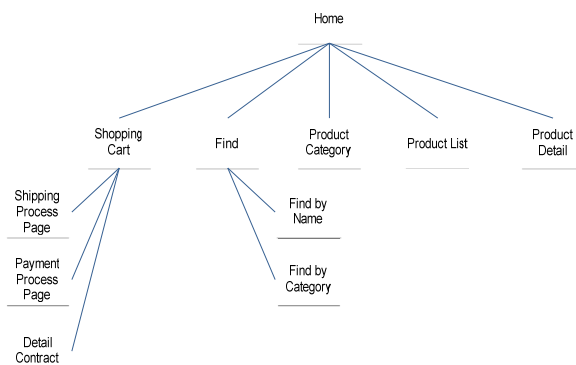 Home
Shopping
Cart
Find
Product
Category
Product List
Product
Detail
Shipping
Process
Page
Find by
Name
Payment
Process
Page
Find by
Category
Detail
Contract